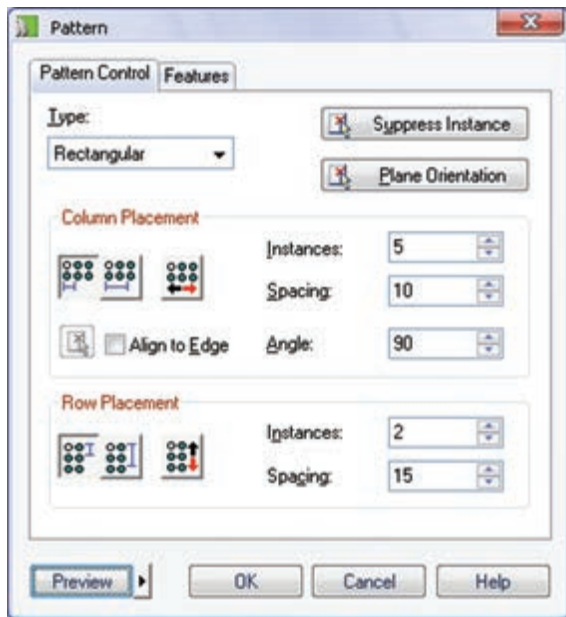 Pattern
Pattern Control Features
Type:
Rectangular
Suppress Instance
Plane Orientation
Column Placement
Instances: 5
Spacing: 10
Align to Edge Angle: 90
Row Placement
Instances: 2
Spacing: 15
Preview OK Cancel Help